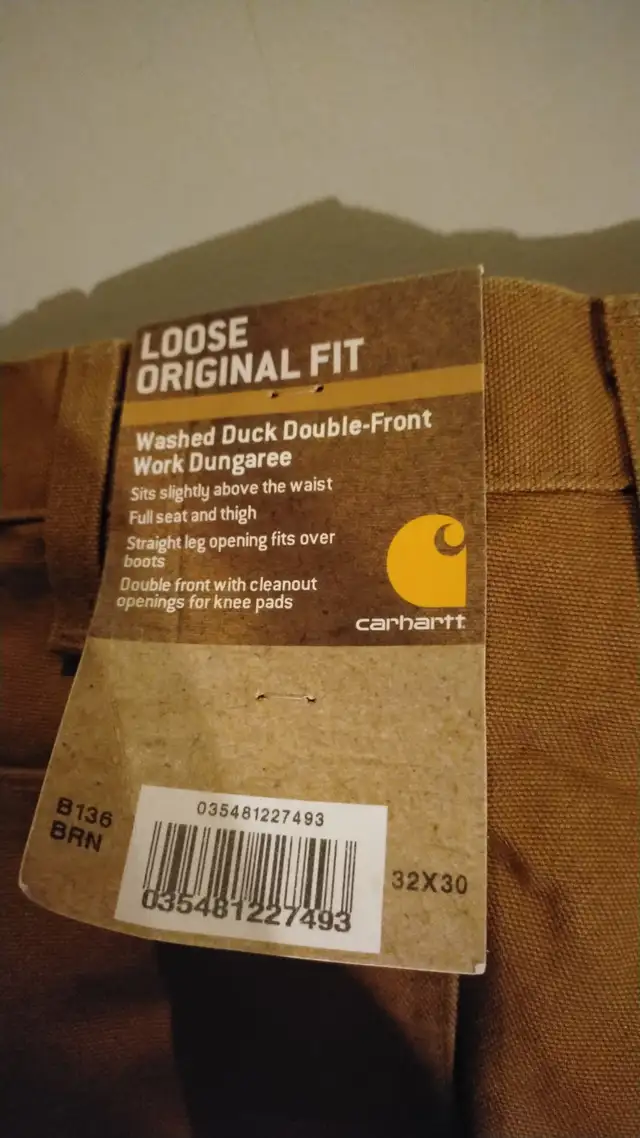 LOOSE
ORIGINAL FIT
Washed Duck Double-Front
Work Dungaree
Sits slightly above the waist
Full seat and thigh
Straight leg opening fits over
boots
Double front with cleanout
openings for knee pads
carhartt
B136
BRN
035481227493
035481227493
32X30